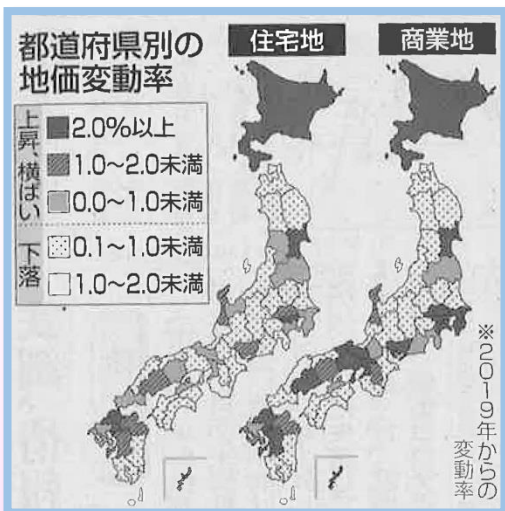 都道府県別の
地価変動率
住宅地
商業地
上昇、横ばい
2.0%以上
1.0〜2.0未満
0.0〜1.0未満
下落
0.1〜1.0未満
1.0〜2.0未満
※2019年からの
変動率